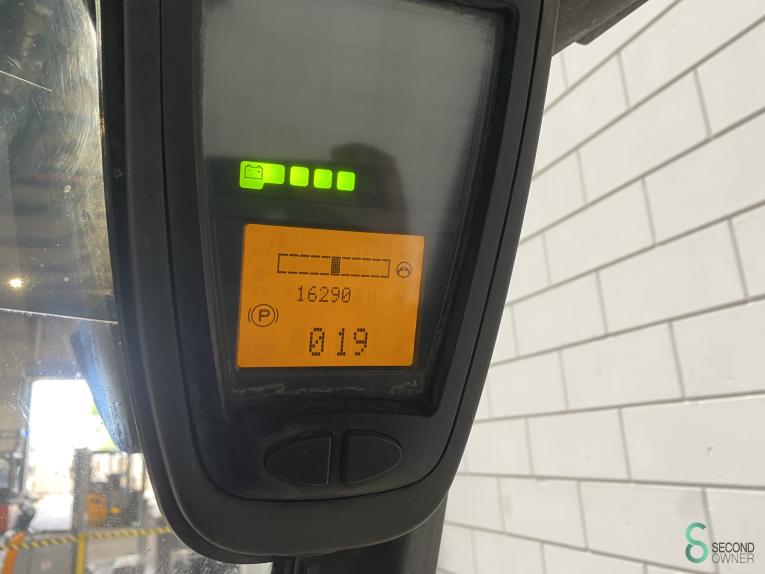 16290
P
019
SECOND
OWNER